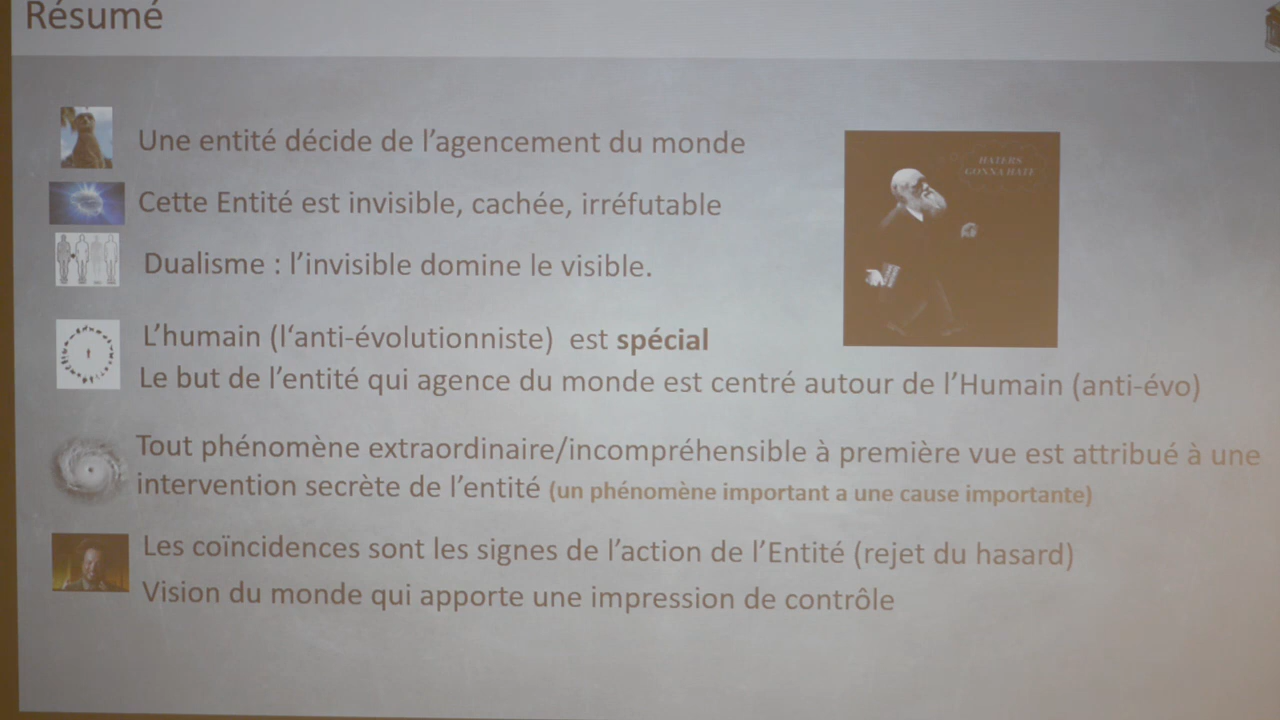 Résumé
Une entité décide de l'agencement du monde
HATERS
GONNA HATE
Cette Entité est invisible, cachée, irréfutable
Dualisme : l'invisible domine le visible.
L'humain (l‘anti-évolutionniste) est spécial
Le but de l'entité qui agence du monde est centré autour de l'Humain (anti-évo)
Tout phénomène extraordinaire/incompréhensible à première vue est attribué à une
intervention secrète de l'entité (un phénomène important a une cause importante)
Les coïncidences sont les signes de l'action de l'Entité (rejet du hasard)
Vision du monde qui apporte une impression de contrôle